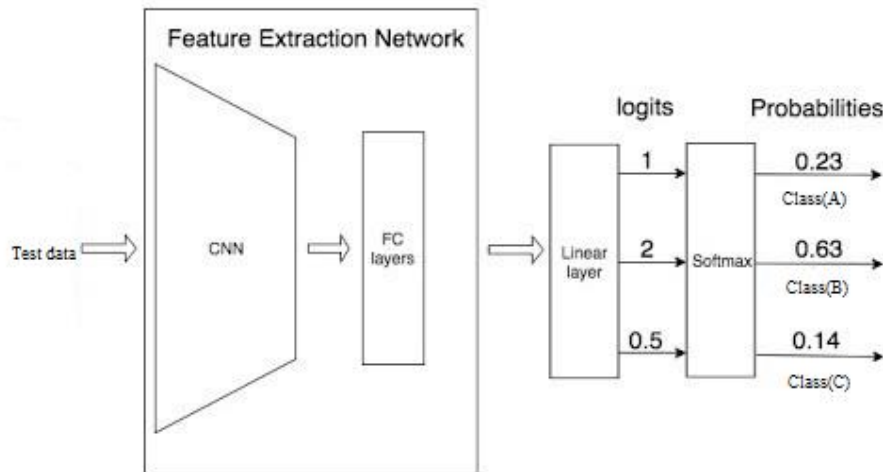 Feature Extraction Network
logits
Probabilities
1
0.23
Class(A)
Test data
CNN
FC
layers
Linear
layer
2
Softmax
0.63
Class(B)
0.5
0.14
Class(C)